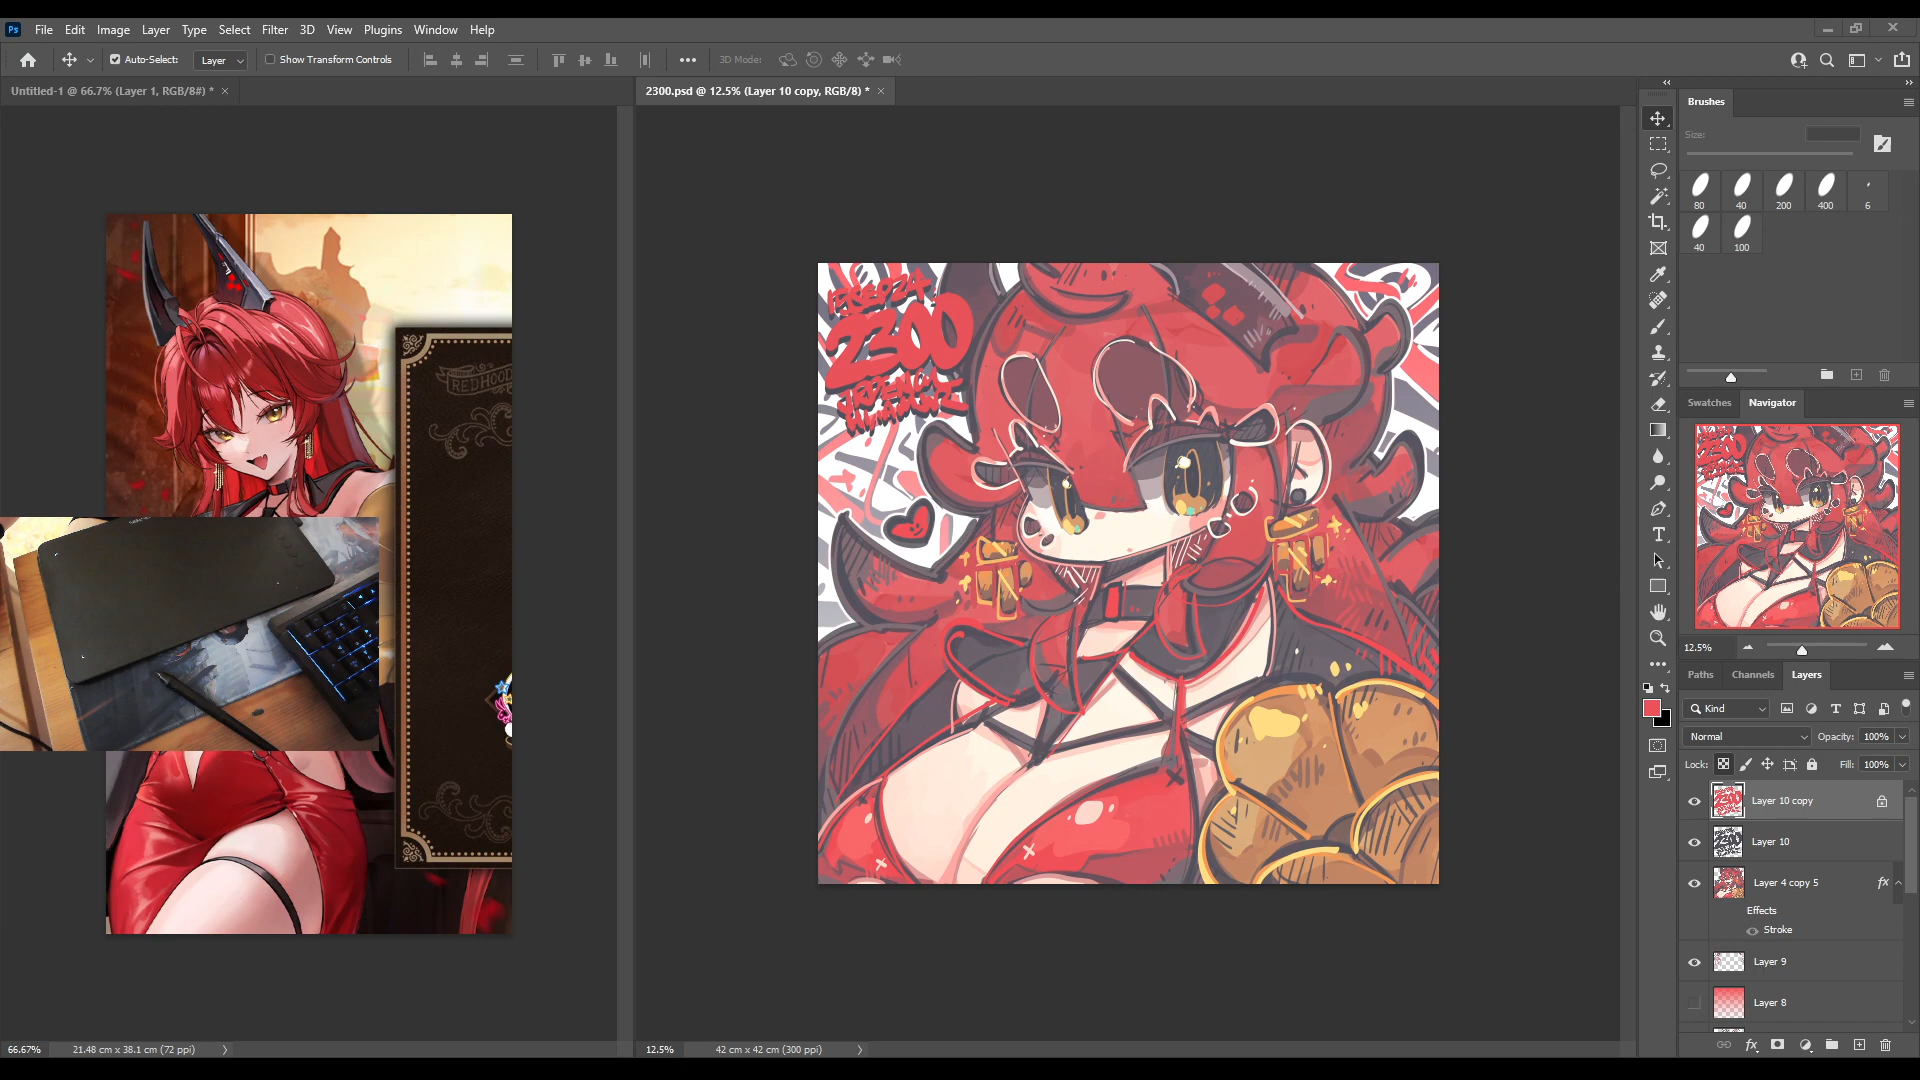 Ps File Edit Image Layer Type Select Filter 3D View Plugins Window Help
Auto-Select: Layer Show Transform Controls 3D Mode:
Untitled-1 @ 66.7% (Layer 1, RGB/8#) *
2300.psd @ 12.5% (Layer 10 copy, RGB/8) *
REDHOOD
2300
Brushes
Size:
80 40 200 400 6
40 100
Swatches Navigator
12.5%
Paths Channels Layers
Kind
Normal Opacity: 100%
Lock: Fill: 100%
Layer 10 copy
Layer 10
Layer 4 copy 5 fx
Effects
Stroke
Layer 9
Layer 8
fx
66.67% 21.48 cm x 38.1 cm (72 ppi)
12.5% 42 cm x 42 cm (300 ppi)